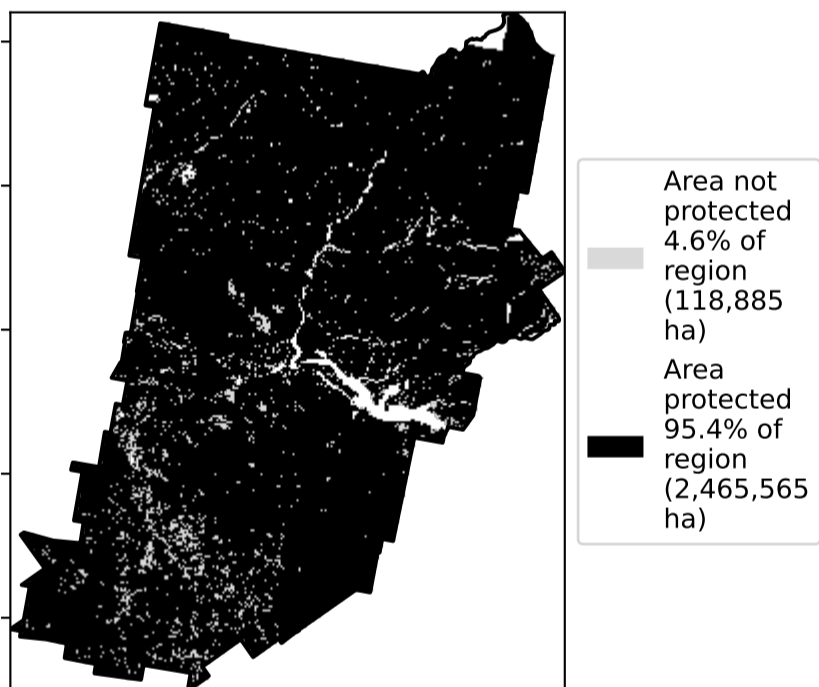 Area not
protected
4.6% of
region
(118,885
ha)
Area
protected
95.4% of
region
(2,465,565
ha)